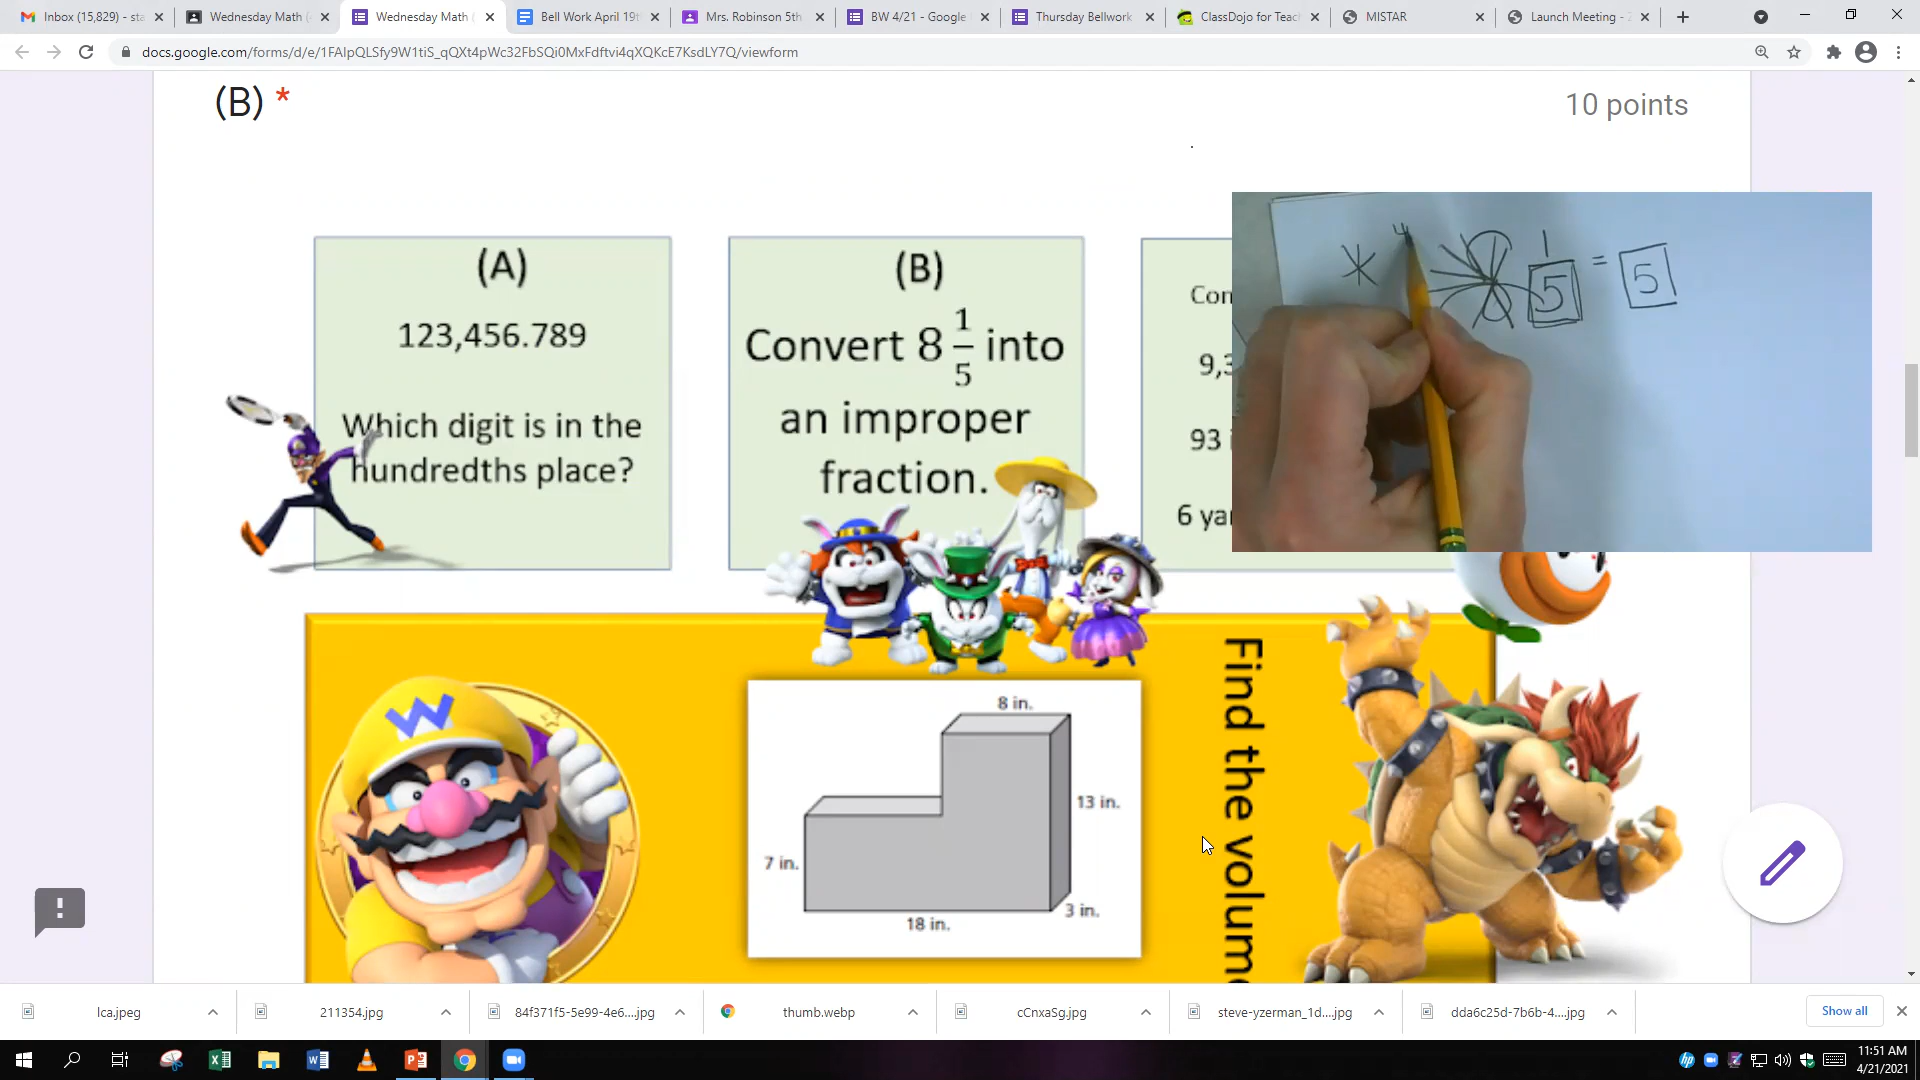 Inbox (15,829) - sta
Wednesday Math (
Wednesday Math (
Bell Work April 19t
Mrs. Robinson 5th
BW 4/21 - Google
Thursday Bellwork
ClassDojo for Teac
MISTAR
Launch Meeting - Z
docs.google.com/forms/d/e/1FAIpQLSfy9W1tiS_qQXt4pWc32FbSQi0MxFdftvi4qXQKcE7KsdLY7Q/viewform
(B) *
10 points
(A)
123,456.789
Which digit is in the
hundredths place?
(B)
Convert 8 1/5 into
an improper
fraction.
Con
9,3
93 i
6 yar
* 4
8 1/5 = 5
W
8 in.
13 in.
7 in.
3 in.
18 in.
Find the volume
!
lca.jpeg
211354.jpg
84f371f5-5e99-4e6....jpg
thumb.webp
cCnxaSg.jpg
steve-yzerman_1d....jpg
dda6c25d-7b6b-4....jpg
Show all
11:51 AM
4/21/2021